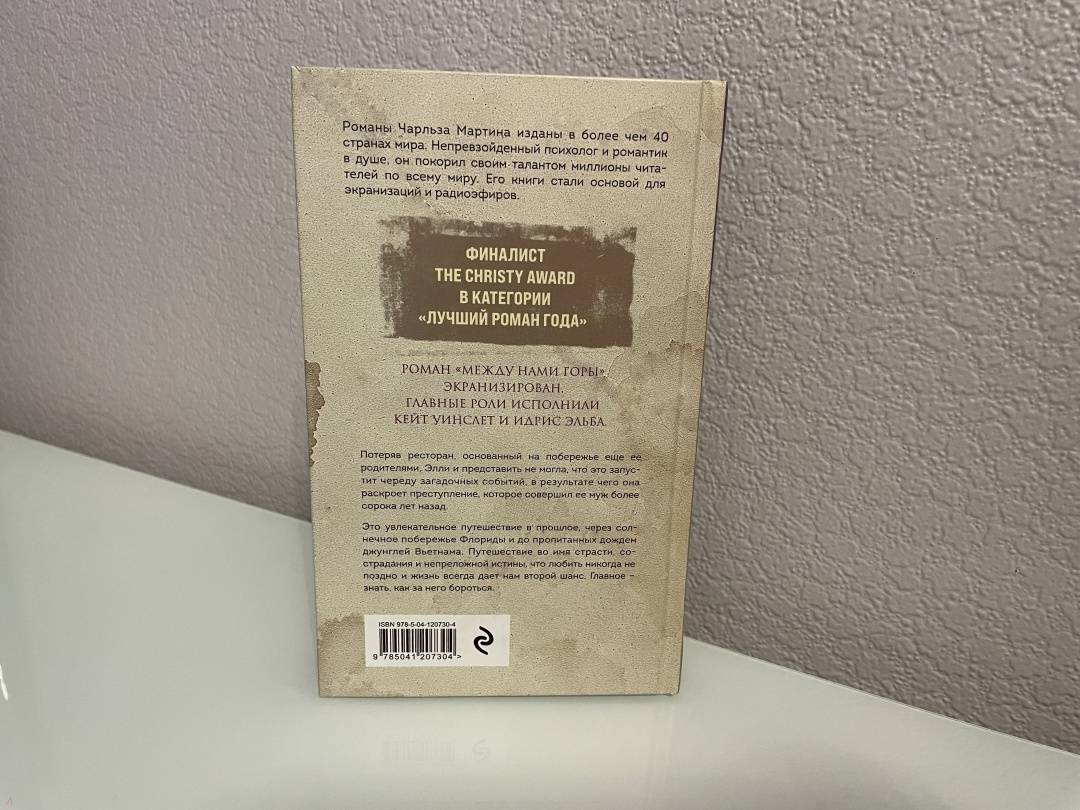 Романы Чарльза Мартина изданы в более чем 40
странах мира. Непревзойденный психолог и романтик
в душе, он покорил своим талантом миллионы чита-
телей по всему миру. Его книги стали основой для
экранизаций и радиоэфиров.
ФИНАЛИСТ
THE CHRISTY AWARD
В КАТЕГОРИИ
«ЛУЧШИЙ РОМАН ГОДА»
РОМАН «МЕЖДУ НАМИ ГОРЫ»
ЭКРАНИЗИРОВАН.
ГЛАВНЫЕ РОЛИ ИСПОЛНИЛИ
КЕЙТ УИНСЛЕТ И ИДРИС ЭЛЬБА.
Потеряв ресторан, основанный на побережье еще ее
родителями, Элли и представить не могла, что это запус-
тит череду загадочных событий, в результате чего она
раскроет преступление, которое совершил ее муж более
сорока лет назад.
Это увлекательное путешествие в прошлое, через сол-
нечное побережье Флориды и до пропитанных дождем
джунглей Вьетнама. Путешествие во имя страсти, со-
страдания и непреложной истины, что любить никогда не
поздно и жизнь всегда дает нам второй шанс. Главное –
знать, как за него бороться.
ISBN 978-5-04-120730-4
9 785041 207304 >